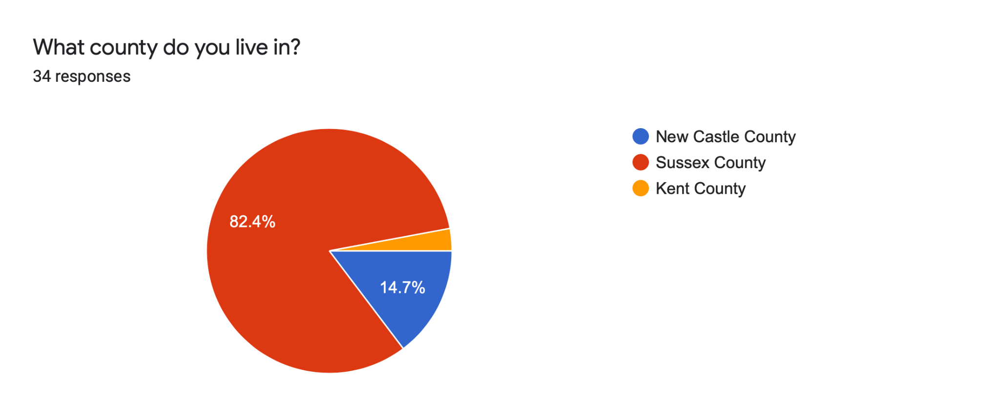 What county do you live in?
34 responses
New Castle County
Sussex County
Kent County
82.4%
14.7%